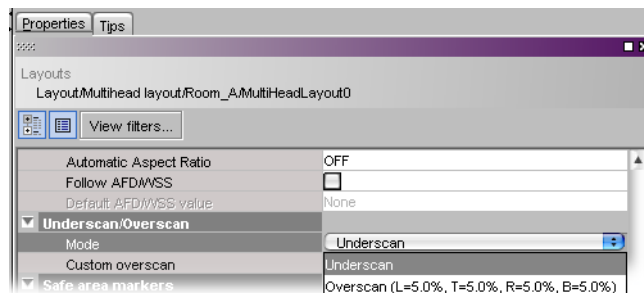 Properties Tips
Layouts
Layout/Multihead layout/Room_A/MultiHeadLayout0
View filters...
Automatic Aspect Ratio OFF
Follow AFD/WSS
Default AFD/WSS value None
Underscan/Overscan
Mode Underscan
Custom overscan Underscan
Safe area markers Overscan (L=5.0%, T=5.0%, R=5.0%, B=5.0%)